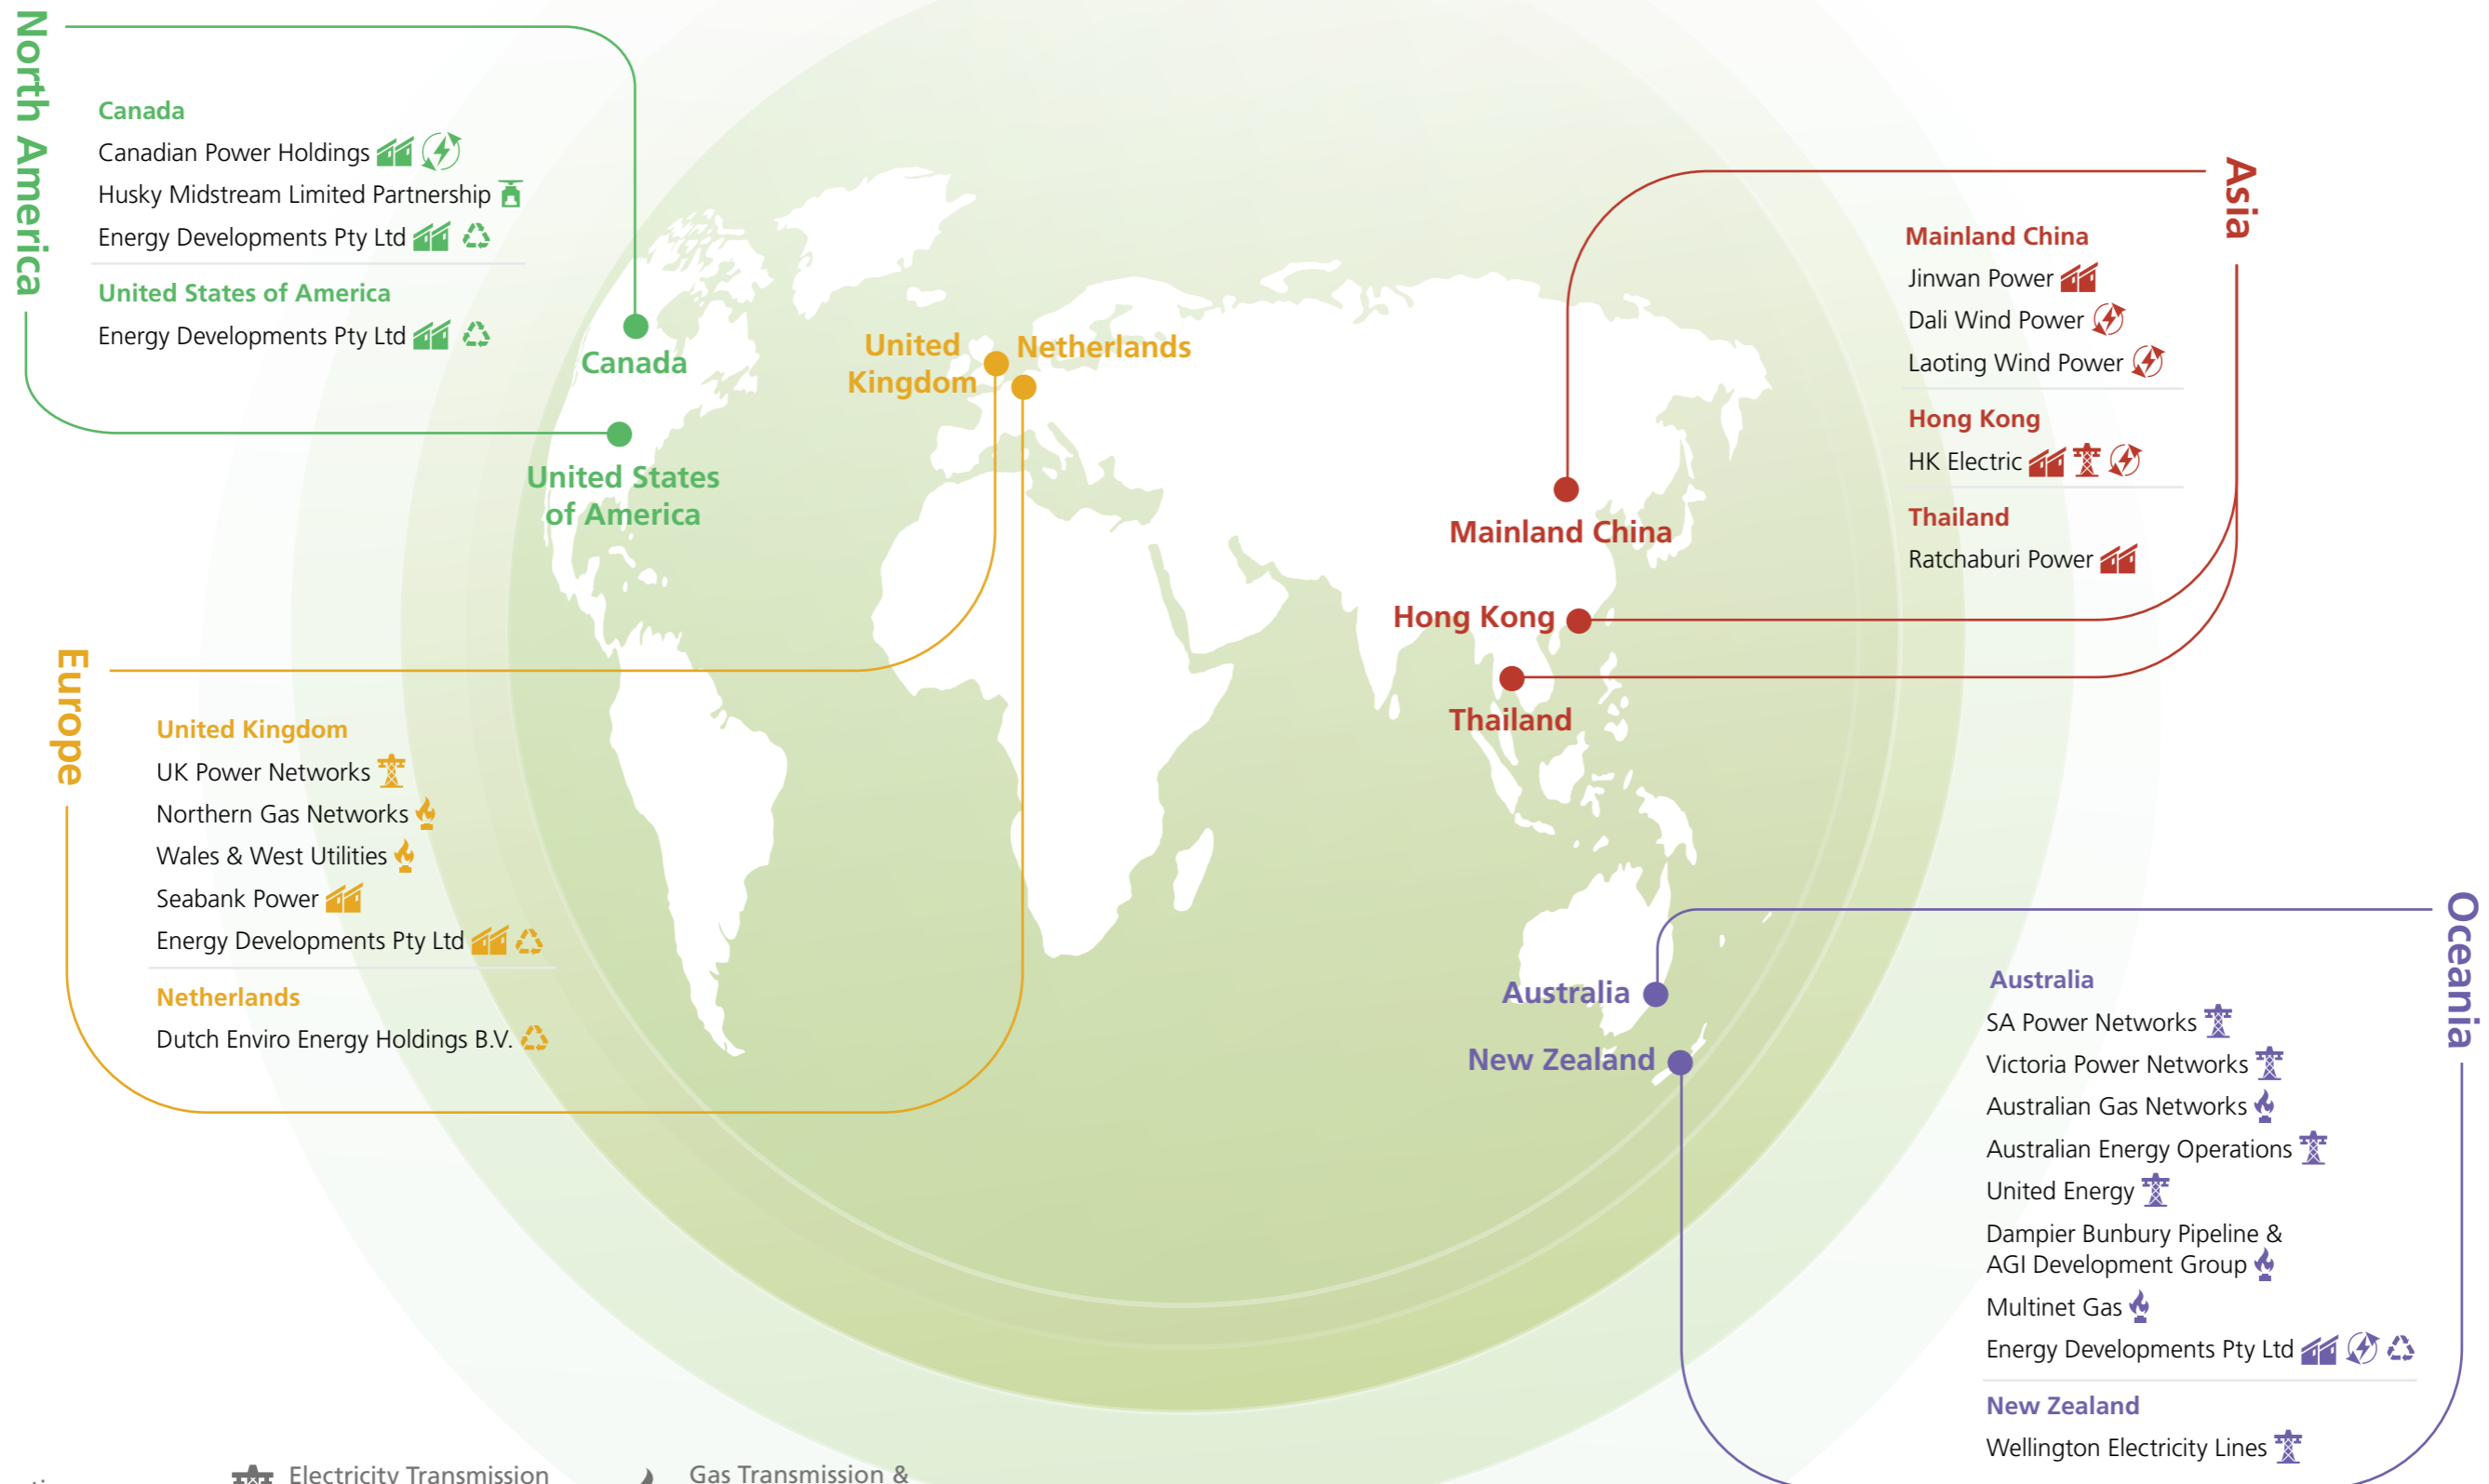 North America
Canada
Canadian Power Holdings
Husky Midstream Limited Partnership
Energy Developments Pty Ltd
United States of America
Energy Developments Pty Ltd
Canada
United States
of America
United
Kingdom
Netherlands
Asia
Mainland China
Jinwan Power
Dali Wind Power
Laoting Wind Power
Hong Kong
HK Electric
Thailand
Ratchaburi Power
Mainland China
Hong Kong
Thailand
Europe
United Kingdom
UK Power Networks
Northern Gas Networks
Wales & West Utilities
Seabank Power
Energy Developments Pty Ltd
Netherlands
Dutch Enviro Energy Holdings B.V.
Australia
New Zealand
Oceania
Australia
SA Power Networks
Victoria Power Networks
Australian Gas Networks
Australian Energy Operations
United Energy
Dampier Bunbury Pipeline &
AGI Development Group
Multinet Gas
Energy Developments Pty Ltd
New Zealand
Wellington Electricity Lines
Electricity Transmission
Gas Transmission &